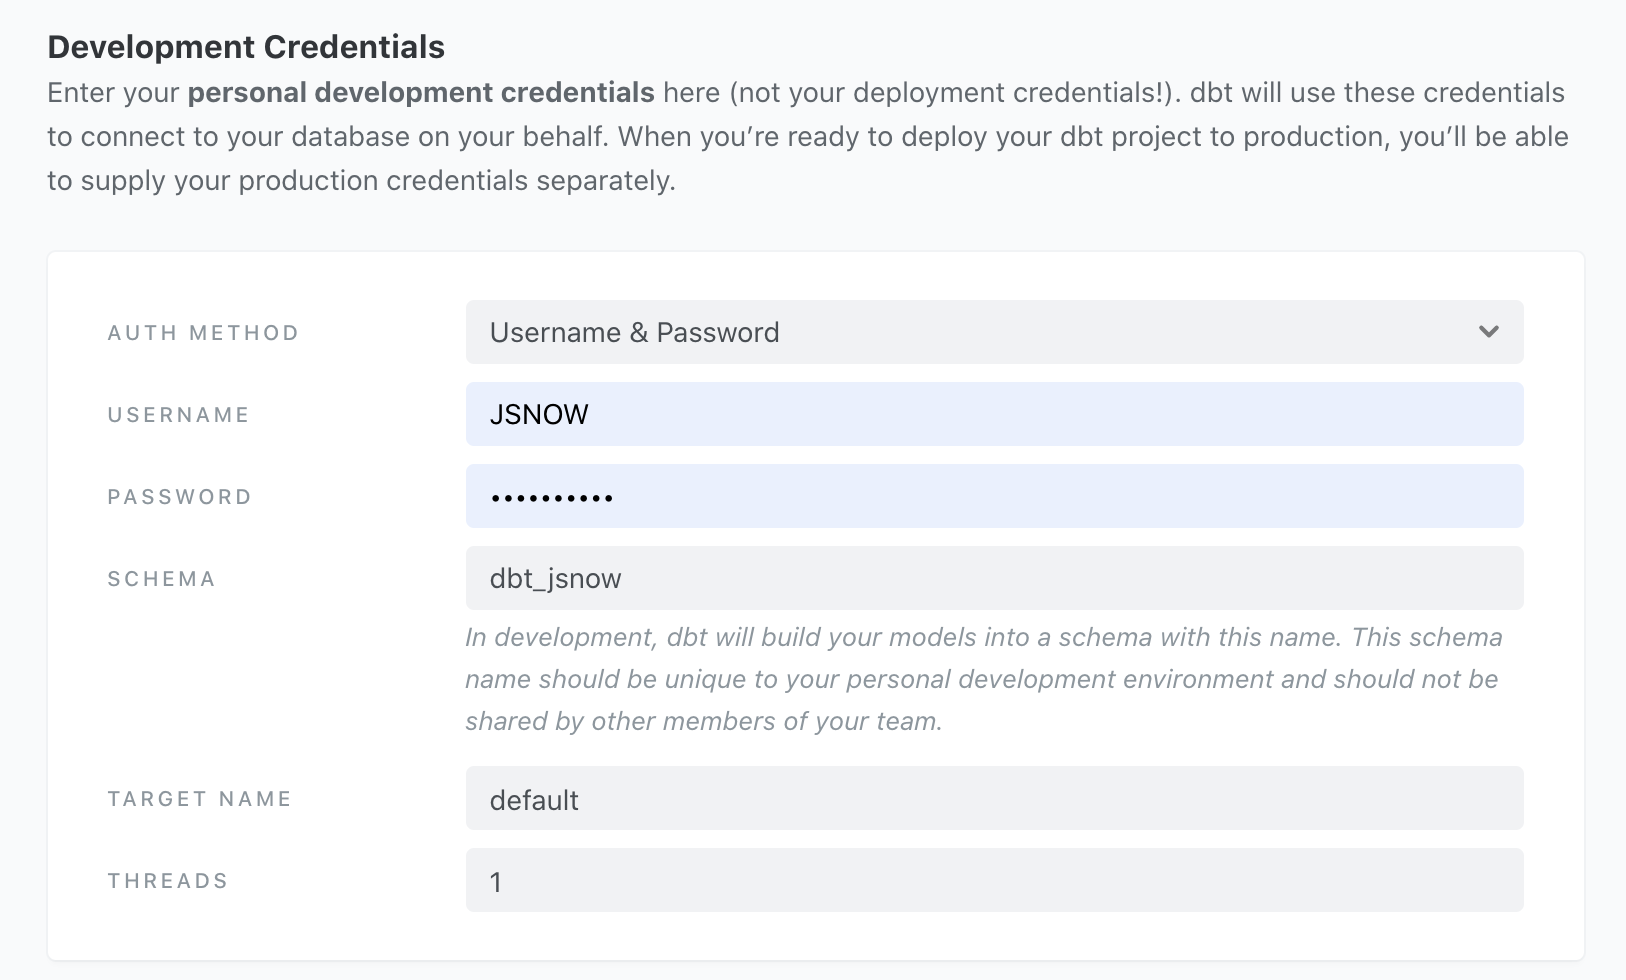 Development Credentials
Enter your personal development credentials here (not your deployment credentials!). dbt will use these credentials
to connect to your database on your behalf. When you’re ready to deploy your dbt project to production, you’ll be able
to supply your production credentials separately.
AUTH METHOD Username & Password
USERNAME JSNOW
PASSWORD ••••••••••
SCHEMA dbt_jsnow
In development, dbt will build your models into a schema with this name. This schema
name should be unique to your personal development environment and should not be
shared by other members of your team.
TARGET NAME default
THREADS 1